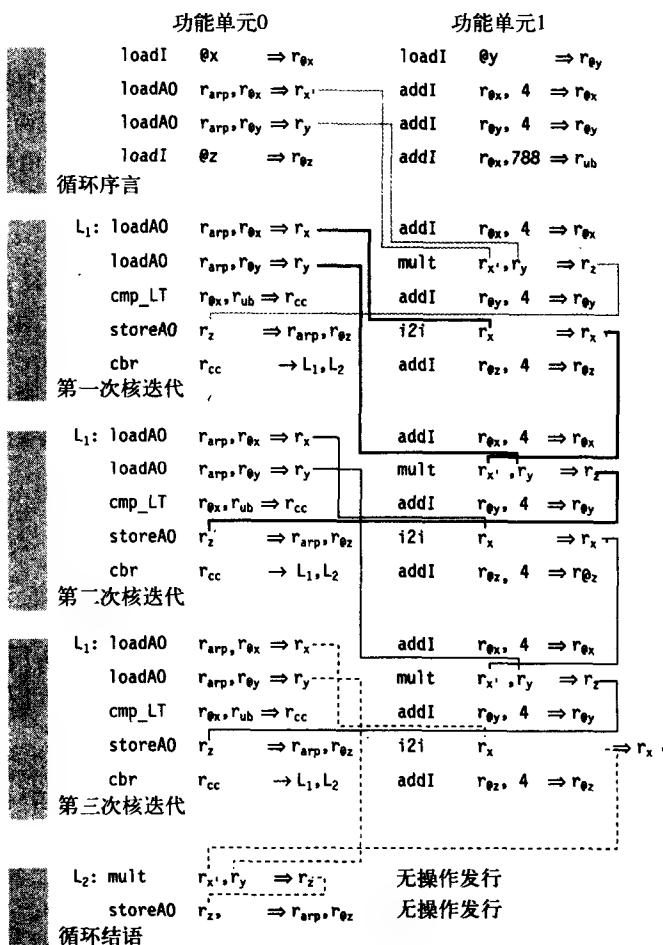 功能单元0 功能单元1
loadI @x ⇒ r@x loadI @y ⇒ r@y
loadAO rarp,r@x ⇒ rx' addI r@x, 4 ⇒ r@x
loadAO rarp,r@y ⇒ ry addI r@y, 4 ⇒ r@y
loadI @z ⇒ r@z addI r@x,788 ⇒ rub
循环序言
L1: loadAO rarp,r@x ⇒ rx addI r@x, 4 ⇒ r@x
loadAO rarp,r@y ⇒ ry mult rx',ry ⇒ rz
cmp_LT r@x,rub ⇒ rcc addI r@y, 4 ⇒ r@y
storeAO rz ⇒ rarp,r@z i2i rx ⇒ rx'
cbr rcc → L1,L2 addI r@z, 4 ⇒ r@z
第一次核迭代
L1: loadAO rarp,r@x ⇒ rx addI r@x, 4 ⇒ r@x
loadAO rarp,r@y ⇒ ry mult rx',ry ⇒ rz
cmp_LT r@x,rub ⇒ rcc addI r@y, 4 ⇒ r@y
storeAO rz ⇒ rarp,r@z i2i rx ⇒ rx'
cbr rcc → L1,L2 addI r@z, 4 ⇒ r@z
第二次核迭代
L1: loadAO rarp,r@x ⇒ rx addI r@x, 4 ⇒ r@x
loadAO rarp,r@y ⇒ ry mult rx',ry ⇒ rz
cmp_LT r@x,rub ⇒ rcc addI r@y, 4 ⇒ r@y
storeAO rz ⇒ rarp,r@z i2i rx ⇒ rx'
cbr rcc → L1,L2 addI r@z, 4 ⇒ r@z
第三次核迭代
L2: mult rx',ry ⇒ rz 无操作发行
storeAO rz, ⇒ rarp,r@z 无操作发行
循环结语